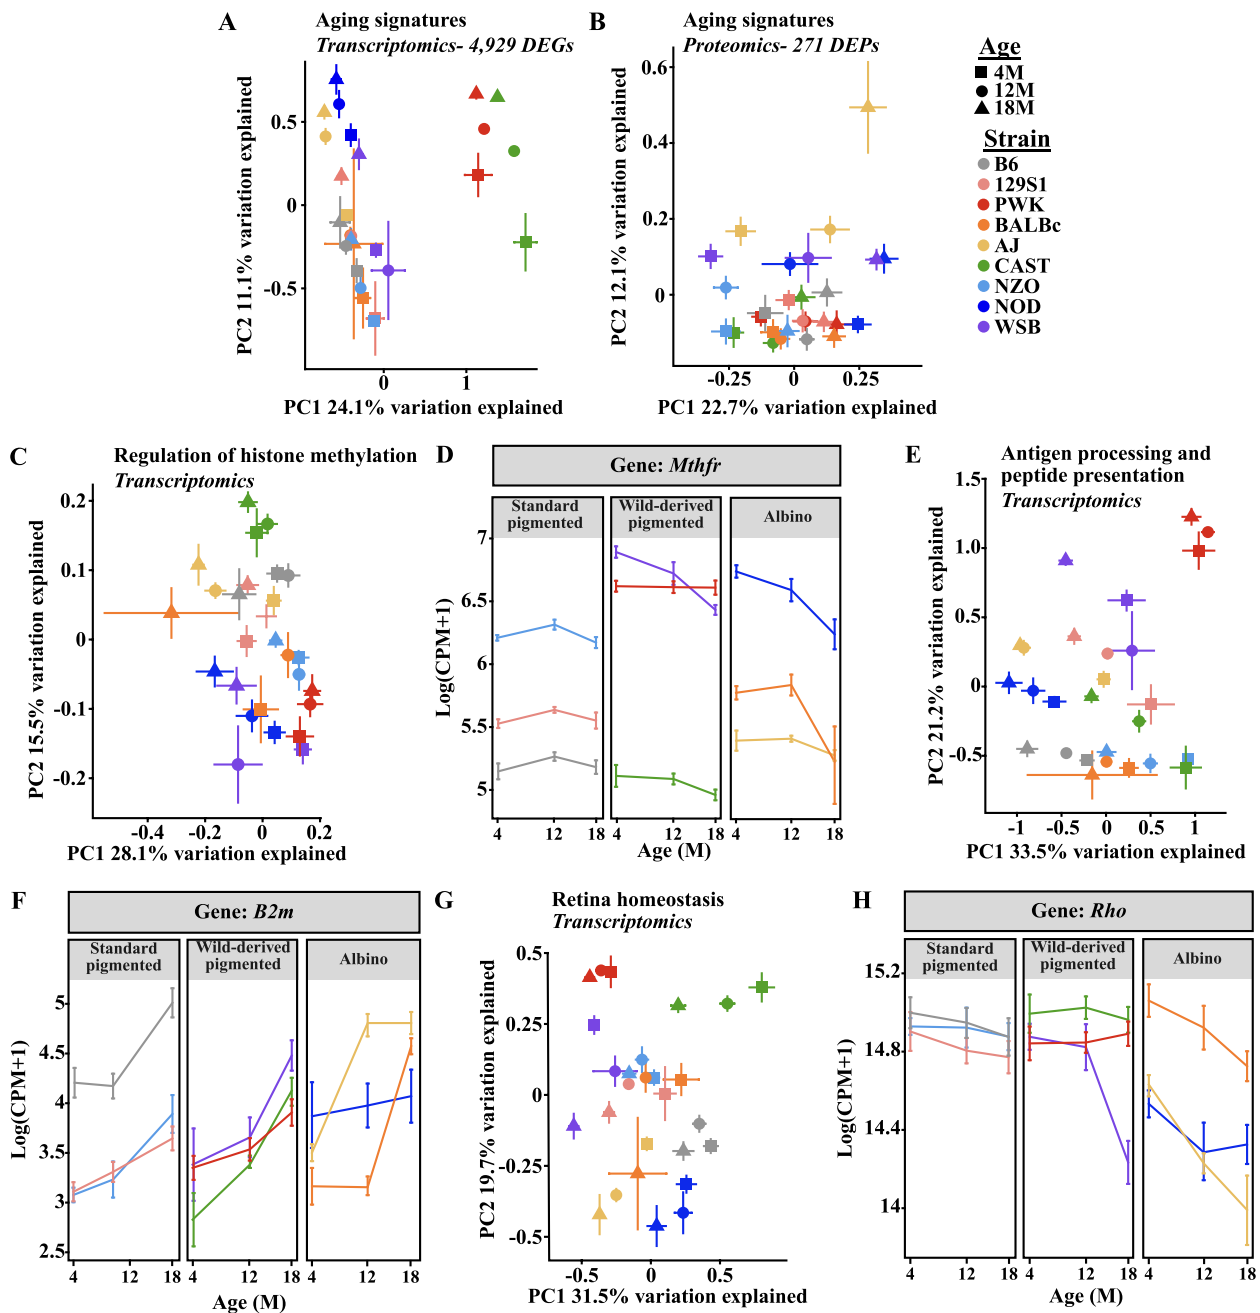 A
Aging signatures
Transcriptomics- 4,929 DEGs
PC2 11.1% variation explained
0.5
0
-0.5
0
1
PC1 24.1% variation explained
B
Aging signatures
Proteomics- 271 DEPs
PC2 12.1% variation explained
0.6
0.4
0.2
0
-0.25
0
0.25
PC1 22.7% variation explained
Age
4M
12M
18M
Strain
B6
129S1
PWK
BALBc
AJ
CAST
NZO
NOD
WSB
C
Regulation of histone methylation
Transcriptomics
PC2 15.5% variation explained
0.2
0.1
0
-0.1
-0.2
-0.4
-0.2
0
0.2
PC1 28.1% variation explained
D
Gene: Mthfr
Standard
pigmented
Wild-derived
pigmented
Albino
Log(CPM+1)
7
6.5
6
5.5
5
4 12 18 4 12 18 4 12 18
Age (M)
E
Antigen processing and
peptide presentation
Transcriptomics
PC2 21.2% variation explained
1.5
1.0
0.5
0
-0.5
-1
-0.5
0
0.5
1
PC1 33.5% variation explained
F
Gene: B2m
Standard
pigmented
Wild-derived
pigmented
Albino
Log(CPM+1)
5
4.5
4
3.5
3
2.5
4 12 18 4 12 18 4 12 18
Age (M)
G
Retina homeostasis
Transcriptomics
PC2 19.7% variation explained
0.5
0.25
0
-0.25
-0.5
-0.5
0
0.5
PC1 31.5% variation explained
H
Gene: Rho
Standard
pigmented
Wild-derived
pigmented
Albino
Log(CPM+1)
15.2
14.8
14.4
14
4 12 18 4 12 18 4 12 18
Age (M)